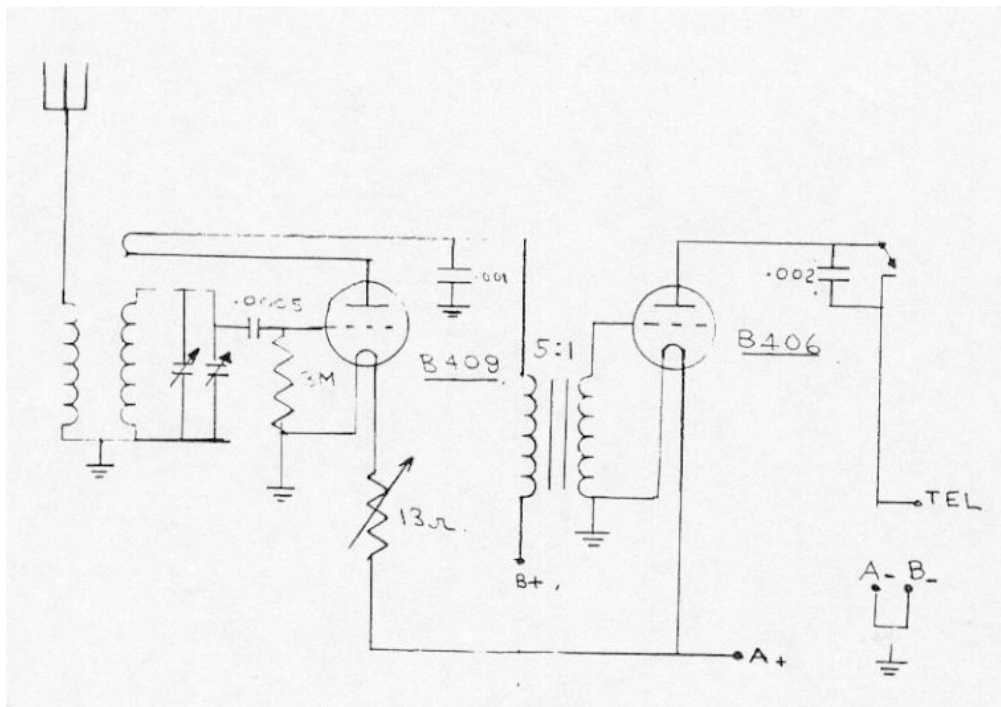 .001
.002
.0005
B409
5:1
B406
3M
13Ω.
TEL
B+.
A- B-
A+